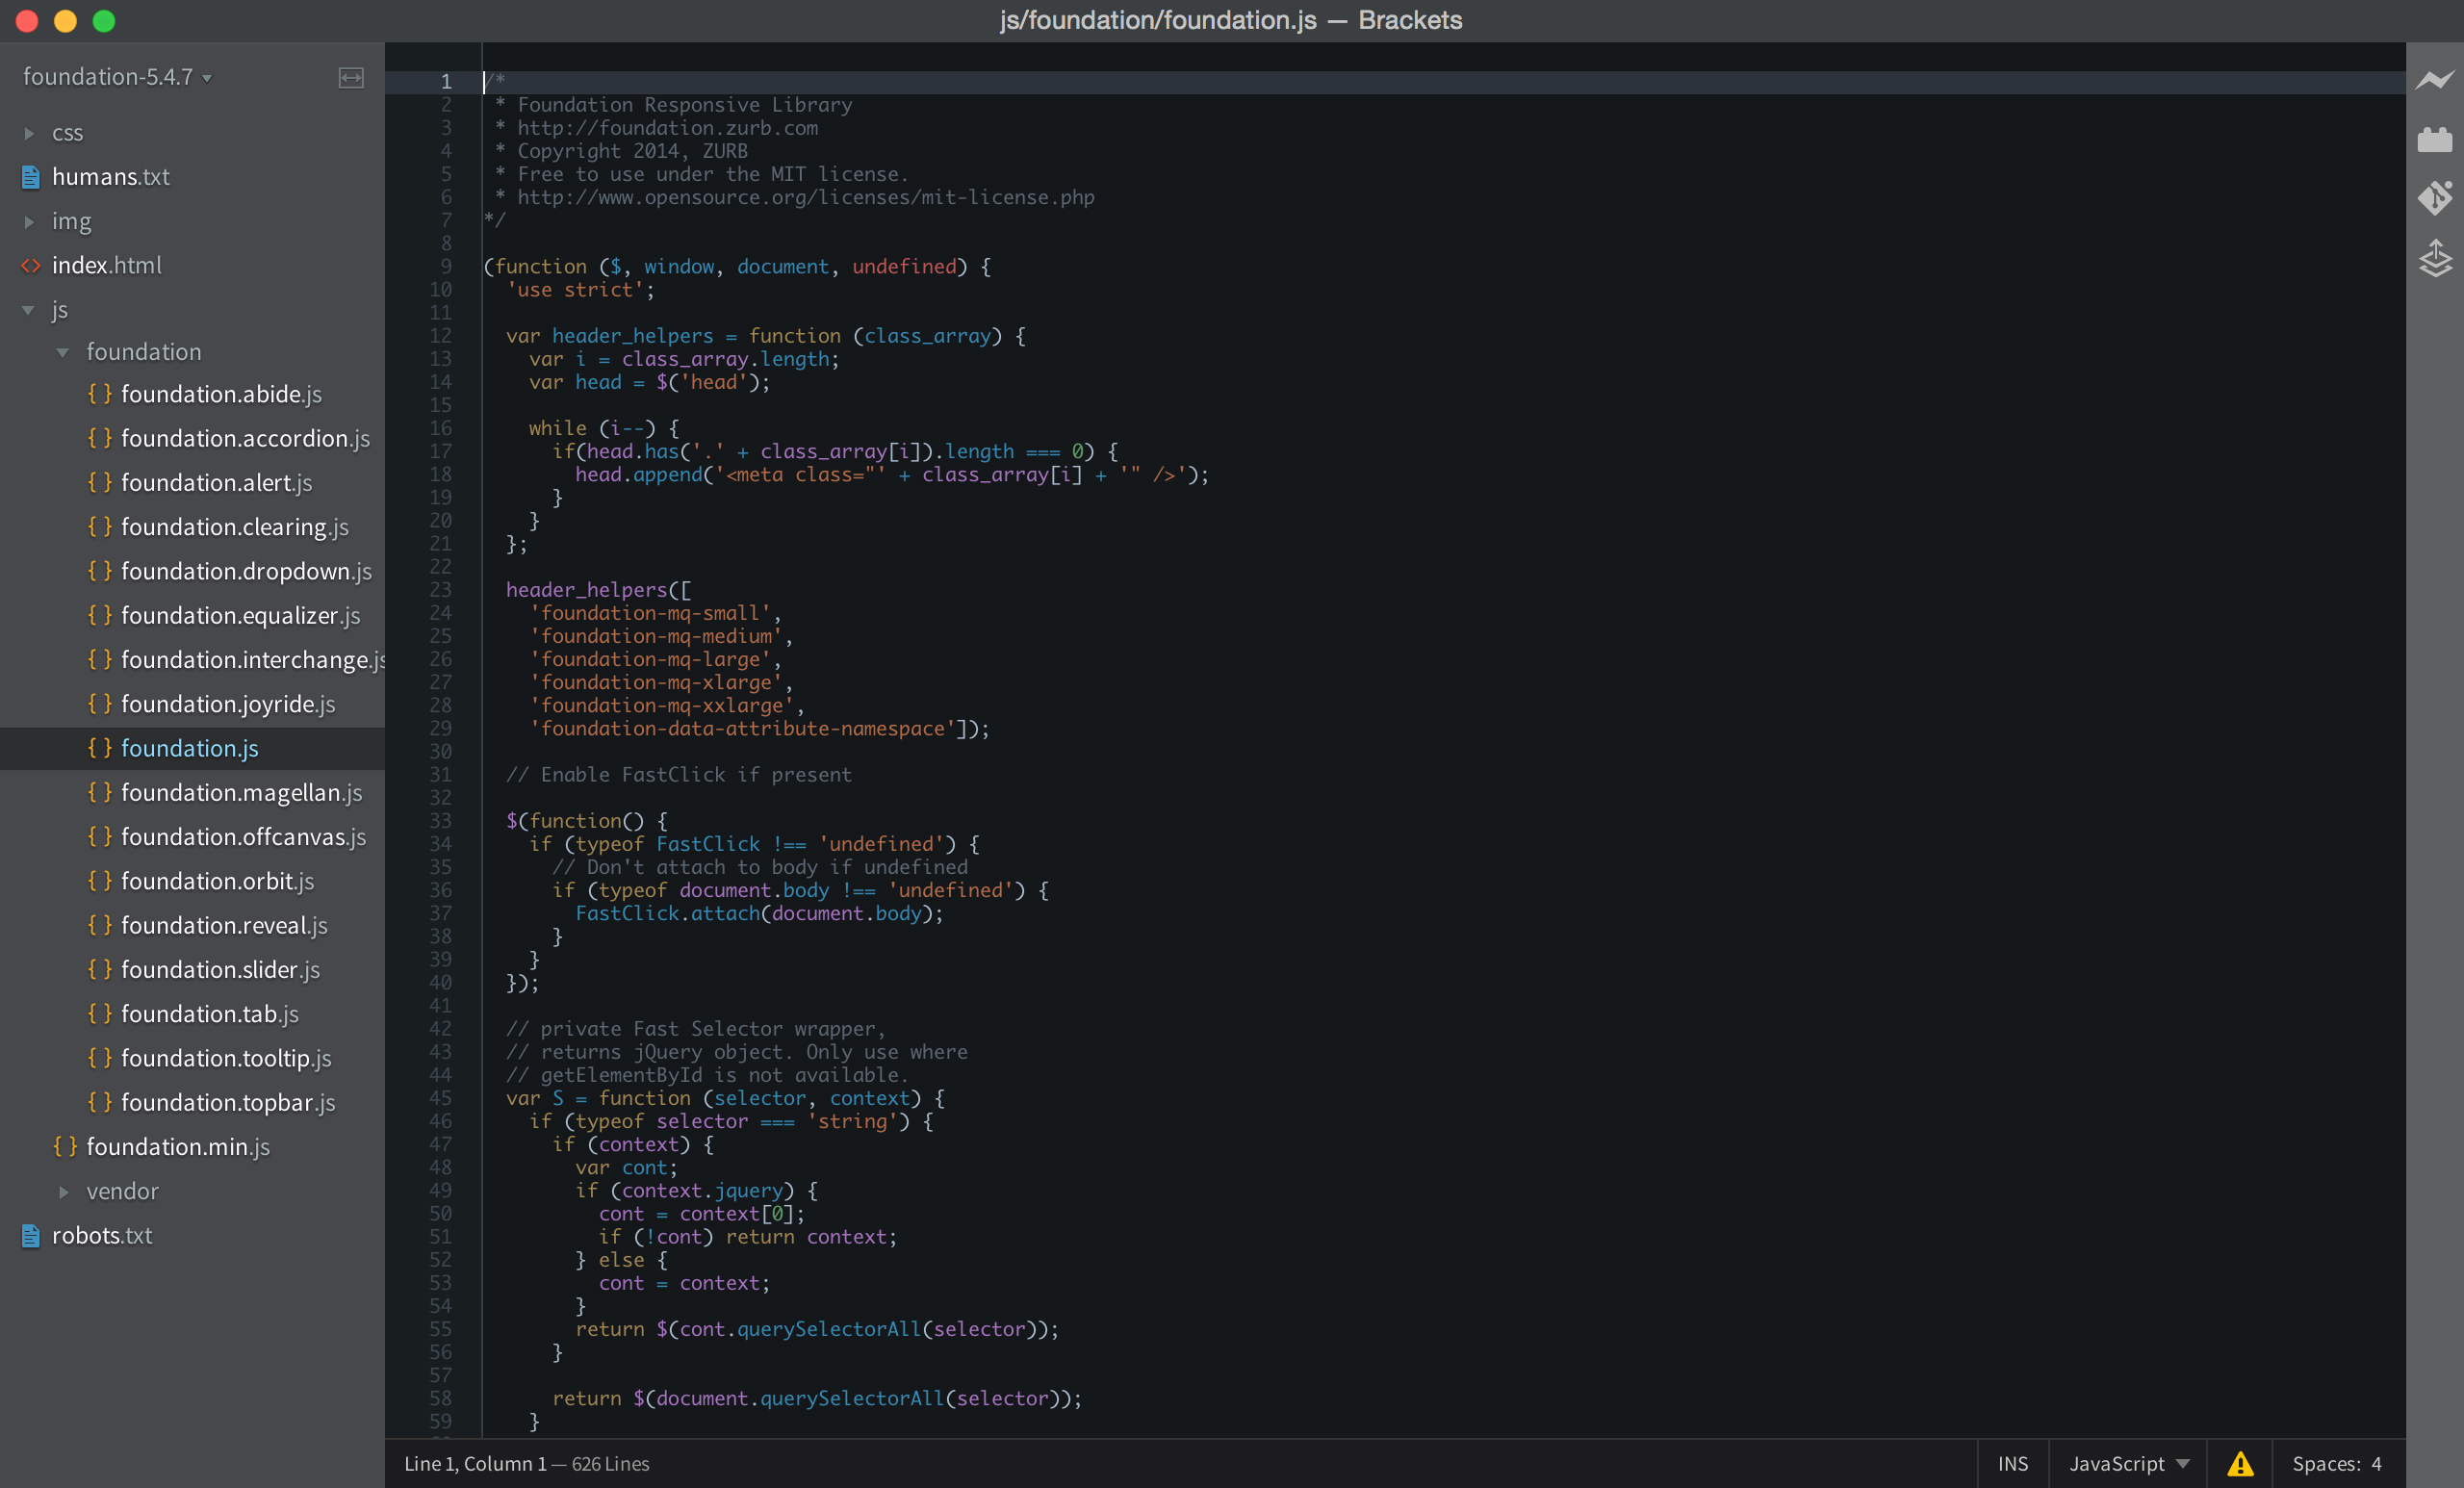 js/foundation/foundation.js — Brackets
foundation-5.4.7
css
humans.txt
img
index.html
js
foundation
{ } foundation.abide.js
{ } foundation.accordion.js
{ } foundation.alert.js
{ } foundation.clearing.js
{ } foundation.dropdown.js
{ } foundation.equalizer.js
{ } foundation.interchange.js
{ } foundation.joyride.js
{ } foundation.js
{ } foundation.magellan.js
{ } foundation.offcanvas.js
{ } foundation.orbit.js
{ } foundation.reveal.js
{ } foundation.slider.js
{ } foundation.tab.js
{ } foundation.tooltip.js
{ } foundation.topbar.js
{ } foundation.min.js
vendor
robots.txt
1 /*
2  * Foundation Responsive Library
3  * http://foundation.zurb.com
4  * Copyright 2014, ZURB
5  * Free to use under the MIT license.
6  * http://www.opensource.org/licenses/mit-license.php
7 */
8
9 (function ($, window, document, undefined) {
10   'use strict';
11
12   var header_helpers = function (class_array) {
13     var i = class_array.length;
14     var head = $('head');
15
16     while (i--) {
17       if(head.has('.' + class_array[i]).length === 0) {
18         head.append('<meta class="' + class_array[i] + '" />');
19       }
20     }
21   };
22
23   header_helpers([
24     'foundation-mq-small',
25     'foundation-mq-medium',
26     'foundation-mq-large',
27     'foundation-mq-xlarge',
28     'foundation-mq-xxlarge',
29     'foundation-data-attribute-namespace']);
30
31   // Enable FastClick if present
32
33   $(function() {
34     if (typeof FastClick !== 'undefined') {
35       // Don't attach to body if undefined
36       if (typeof document.body !== 'undefined') {
37         FastClick.attach(document.body);
38       }
39     }
40   });
41
42   // private Fast Selector wrapper,
43   // returns jQuery object. Only use where
44   // getElementById is not available.
45   var S = function (selector, context) {
46     if (typeof selector === 'string') {
47       if (context) {
48         var cont;
49         if (context.jquery) {
50           cont = context[0];
51           if (!cont) return context;
52         } else {
53           cont = context;
54         }
55         return $(cont.querySelectorAll(selector));
56       }
57
58       return $(document.querySelectorAll(selector));
59     }
Line 1, Column 1 — 626 Lines
INS
JavaScript
Spaces: 4